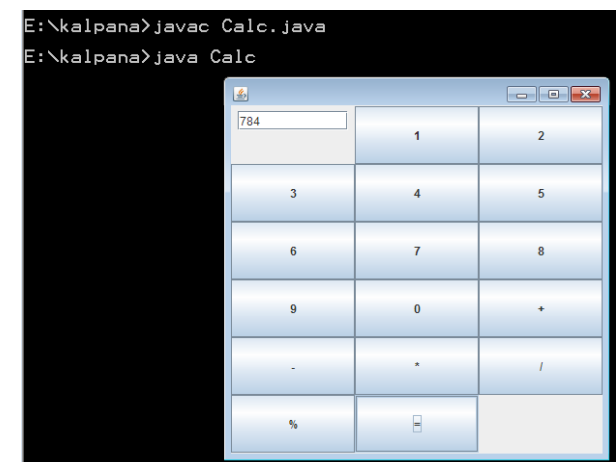 E:\kalpana>javac Calc.java
E:\kalpana>java Calc
784 1 2
3 4 5
6 7 8
9 0 +
- * /
% =